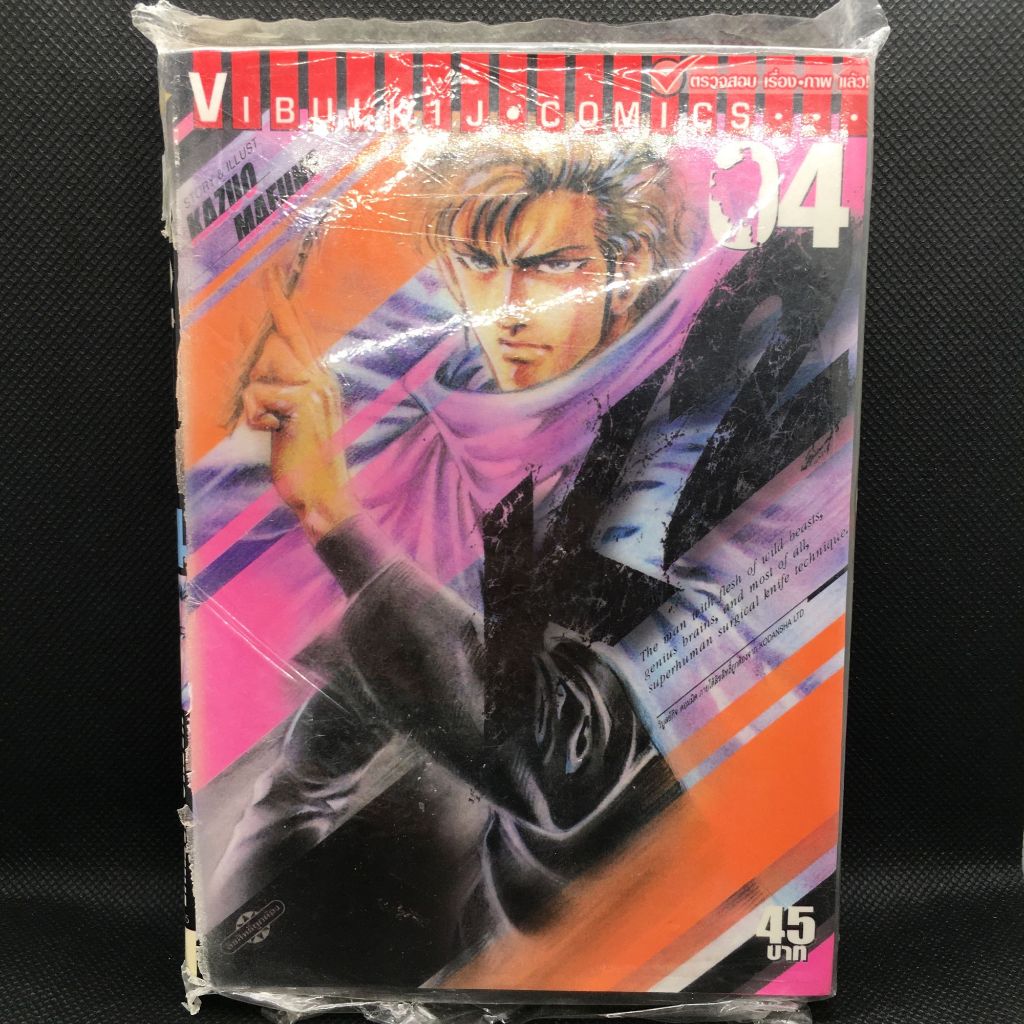 ตรวจสอบ เรื่อง•ภาพ แล้ว!
VIBULKIJ•COMICS•••
STORY & ILLUST
KAZUO
MAFUNE
04
K2
The man with flesh of wild beasts,
genius brains, and most of all,
superhuman surgical knife technique.
KODANSHA LTD
45
บาท